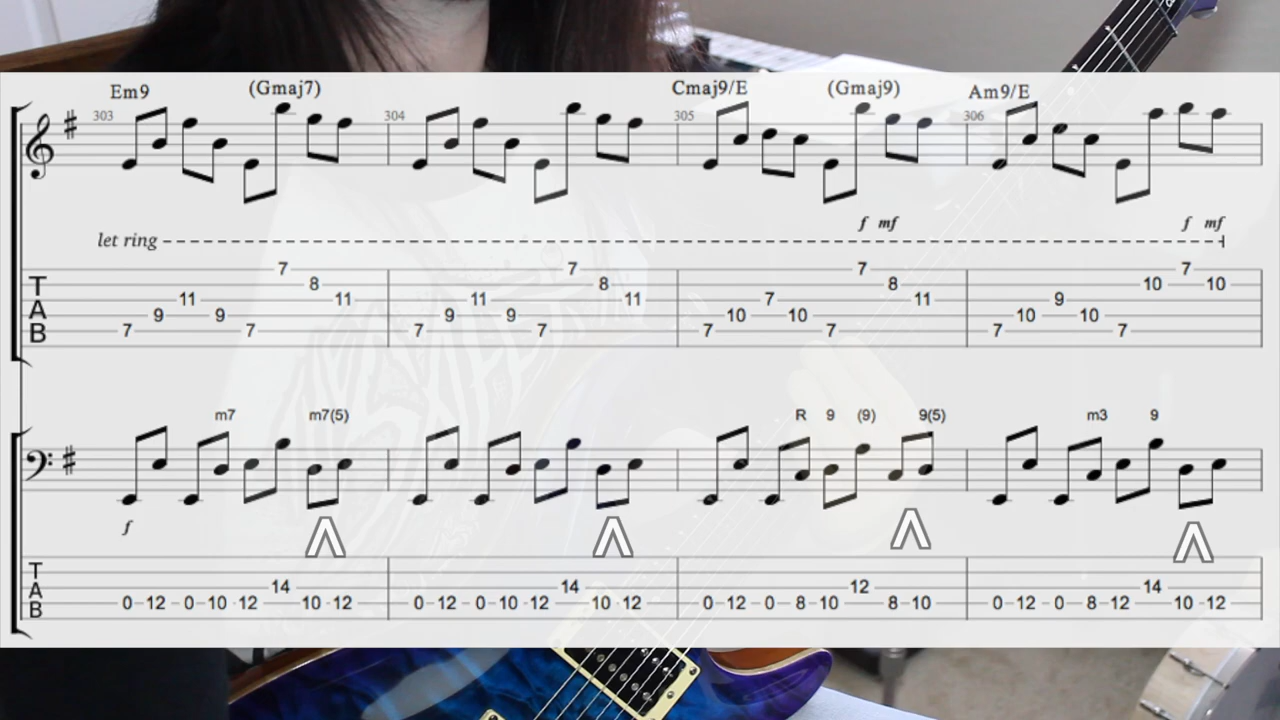 Em9 (Gmaj7) Cmaj9/E (Gmaj9) Am9/E
303 304 305 306
f mf f mf
let ring
T
A
B
7 9 11 9 7 7 8 11 7 9 11 9 7 7 8 11 7 10 7 10 7 7 8 11 7 10 9 10 7 10 7 10
m7 m7(5) R 9 (9) 9(5) m3 9
f
T
A
B
0 12 0 10 12 14 10 12 0 12 0 10 12 14 10 12 0 12 0 8 10 12 8 10 0 12 0 8 12 14 10 12